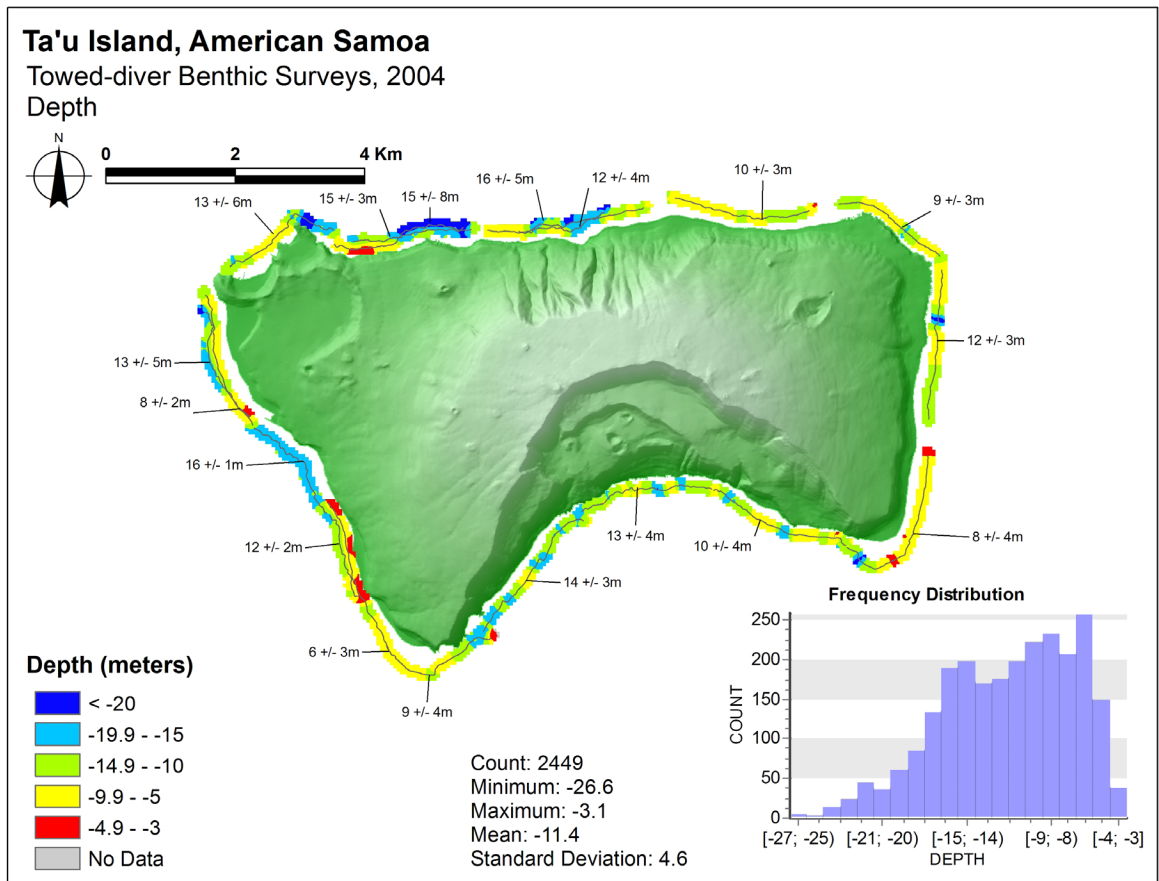 Ta'u Island, American Samoa
Towed-diver Benthic Surveys, 2004
Depth
N
0 2 4 Km
13 +/- 6m
15 +/- 3m
15 +/- 8m
16 +/- 5m
12 +/- 4m
10 +/- 3m
9 +/- 3m
12 +/- 3m
13 +/- 5m
8 +/- 2m
16 +/- 1m
12 +/- 2m
6 +/- 3m
9 +/- 4m
14 +/- 3m
13 +/- 4m
10 +/- 4m
8 +/- 4m
Depth (meters)
< -20
-19.9 - -15
-14.9 - -10
-9.9 - -5
-4.9 - -3
No Data
Count: 2449
Minimum: -26.6
Maximum: -3.1
Mean: -11.4
Standard Deviation: 4.6
Frequency Distribution
COUNT
250
200
150
100
50
0
[-27; -25) [-21; -20) [-15; -14) [-9; -8) [-4; -3]
DEPTH